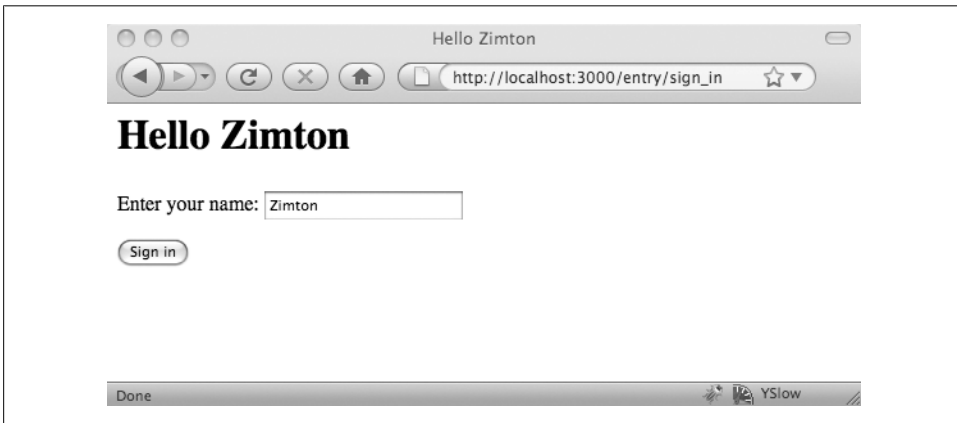 Hello Zimton
http://localhost:3000/entry/sign_in
Hello Zimton
Enter your name: Zimton
Sign in
Done YSlow